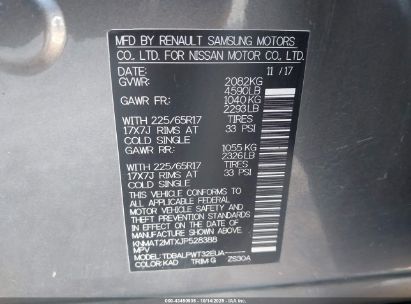 MFD BY RENAULT SAMSUNG MOTORS
CO., LTD. FOR NISSAN MOTOR CO., LTD.
DATE: 11 / 17
GVWR: 2082KG
4590LB
GAWR FR: 1040 KG
2293LB
WITH 225/65R17 TIRES
17X7J RIMS AT 33 PSI
COLD SINGLE
GAWR RR: 1055 KG
2326LB
WITH 225/65R17 TIRES
17X7J RIMS AT 33 PSI
COLD SINGLE
THIS VEHICLE CONFORMS TO
ALL APPLICABLE FEDERAL
MOTOR VEHICLE SAFETY
STANDARDS IN EFFECT ON
THE DATE OF MANUFACTURE
SHOWN ABOVE.
KNMAT2MTXJP528388
MPV
MODEL: TDBALPWT32EUA
COLOR: KAD TRIM G ZS30A
10/14/2025